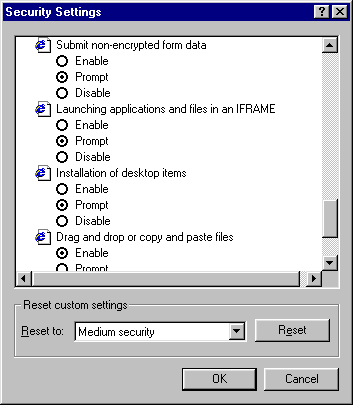 Security Settings
Submit non-encrypted form data
Enable
Prompt
Disable
Launching applications and files in an IFRAME
Enable
Prompt
Disable
Installation of desktop items
Enable
Prompt
Disable
Drag and drop or copy and paste files
Enable
Prompt
Reset custom settings
Reset to: Medium security Reset
OK Cancel